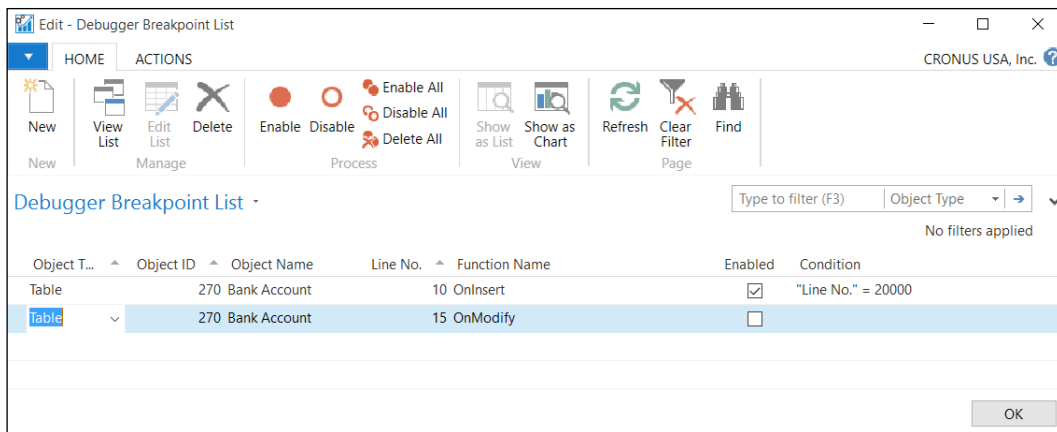 Edit - Debugger Breakpoint List
HOME ACTIONS CRONUS USA, Inc. ?
New
View List
Edit List
Delete
Enable Disable
Enable All
Disable All
Delete All
Show as List
Show as Chart
Refresh
Clear Filter
Find
New Manage Process View Page
Debugger Breakpoint List
Type to filter (F3) Object Type
No filters applied
Object T... Object ID Object Name Line No. Function Name Enabled Condition
Table 270 Bank Account 10 OnInsert "Line No." = 20000
Table 270 Bank Account 15 OnModify
OK